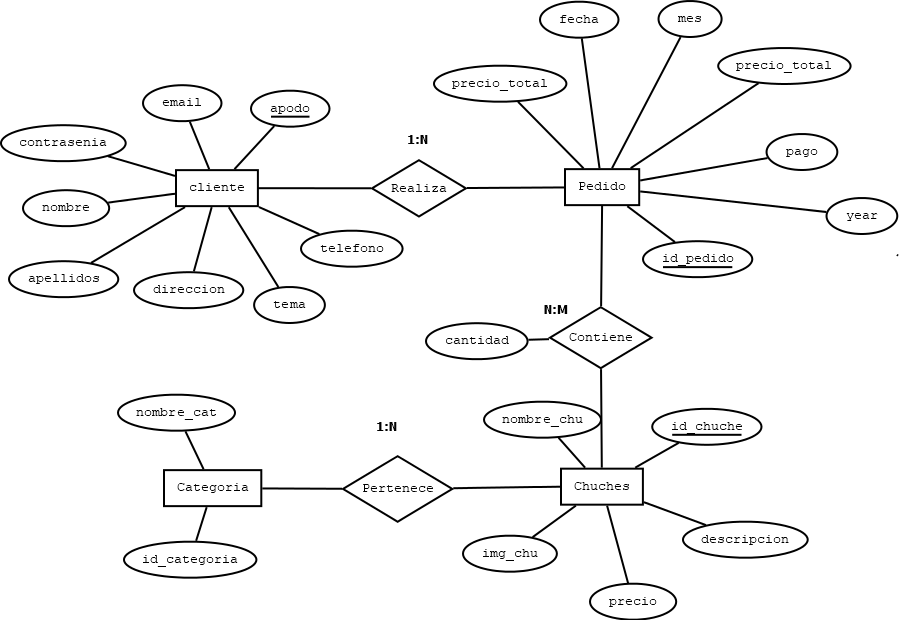 fecha
mes
precio_total
precio_total
email
apodo
contrasenia
1:N
pago
cliente
Realiza
Pedido
nombre
year
telefono
id_pedido
apellidos
direccion
tema
N:M
cantidad
Contiene
nombre_cat
nombre_chu
id_chuche
1:N
Categoria
Pertenece
Chuches
descripcion
id_categoria
img_chu
precio